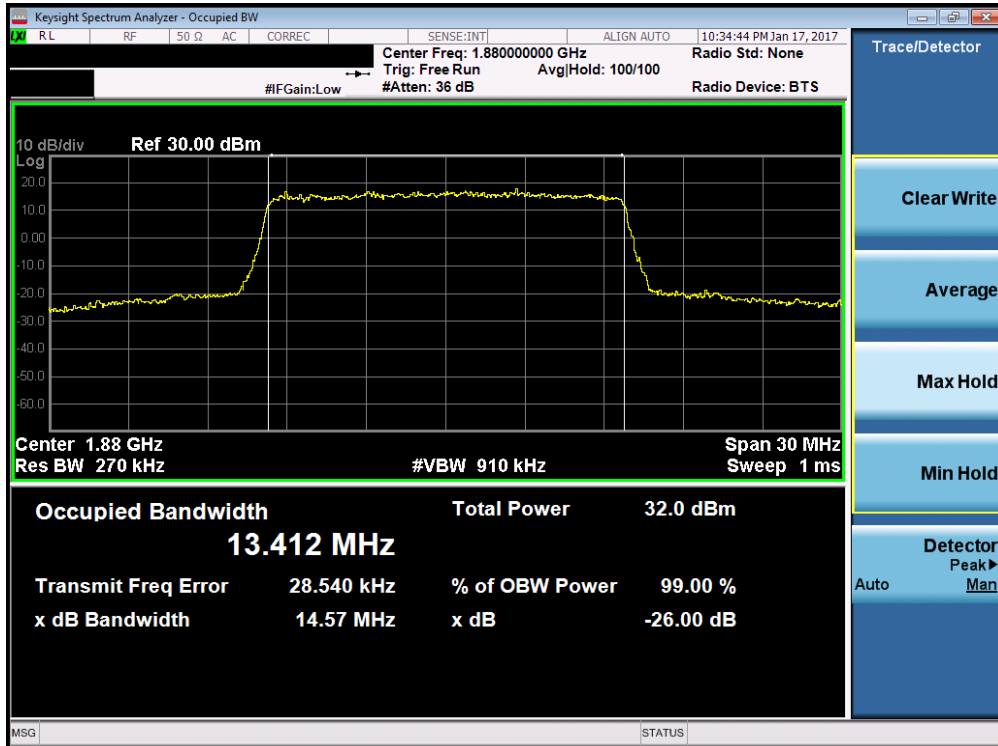 Keysight Spectrum Analyzer - Occupied BW
LXI RL RF 50 Ω AC CORREC SENSE:INT ALIGN AUTO 10:34:44 PM Jan 17, 2017
Center Freq: 1.880000000 GHz Radio Std: None
Trig: Free Run Avg|Hold: 100/100
#IFGain:Low #Atten: 36 dB Radio Device: BTS
10 dB/div Ref 30.00 dBm
Log
20.0
10.0
0.00
-10.0
-20.0
-30.0
-40.0
-50.0
-60.0
Center 1.88 GHz Span 30 MHz
Res BW 270 kHz #VBW 910 kHz Sweep 1 ms
Occupied Bandwidth Total Power 32.0 dBm
13.412 MHz
Transmit Freq Error 28.540 kHz % of OBW Power 99.00 %
x dB Bandwidth 14.57 MHz x dB -26.00 dB
MSG STATUS
Trace/Detector
Clear Write
Average
Max Hold
Min Hold
Detector
Peak▶
Auto Man